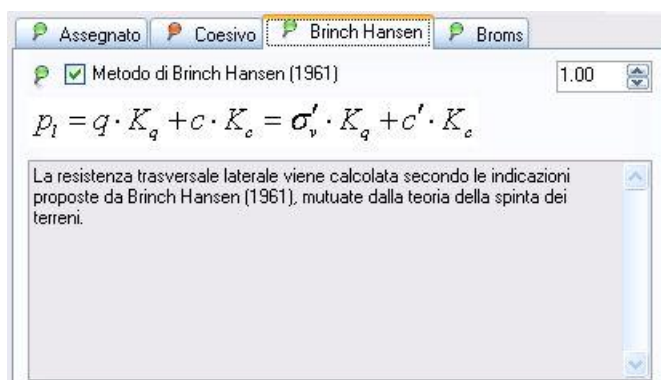 Assegnato Coesivo Brinch Hansen Broms
Metodo di Brinch Hansen (1961) 1.00
p_l = q · K_q + c · K_c = σ'_v · K_q + c' · K_c
La resistenza trasversale laterale viene calcolata secondo le indicazioni
proposte da Brinch Hansen (1961), mutuate dalla teoria della spinta dei
terreni.